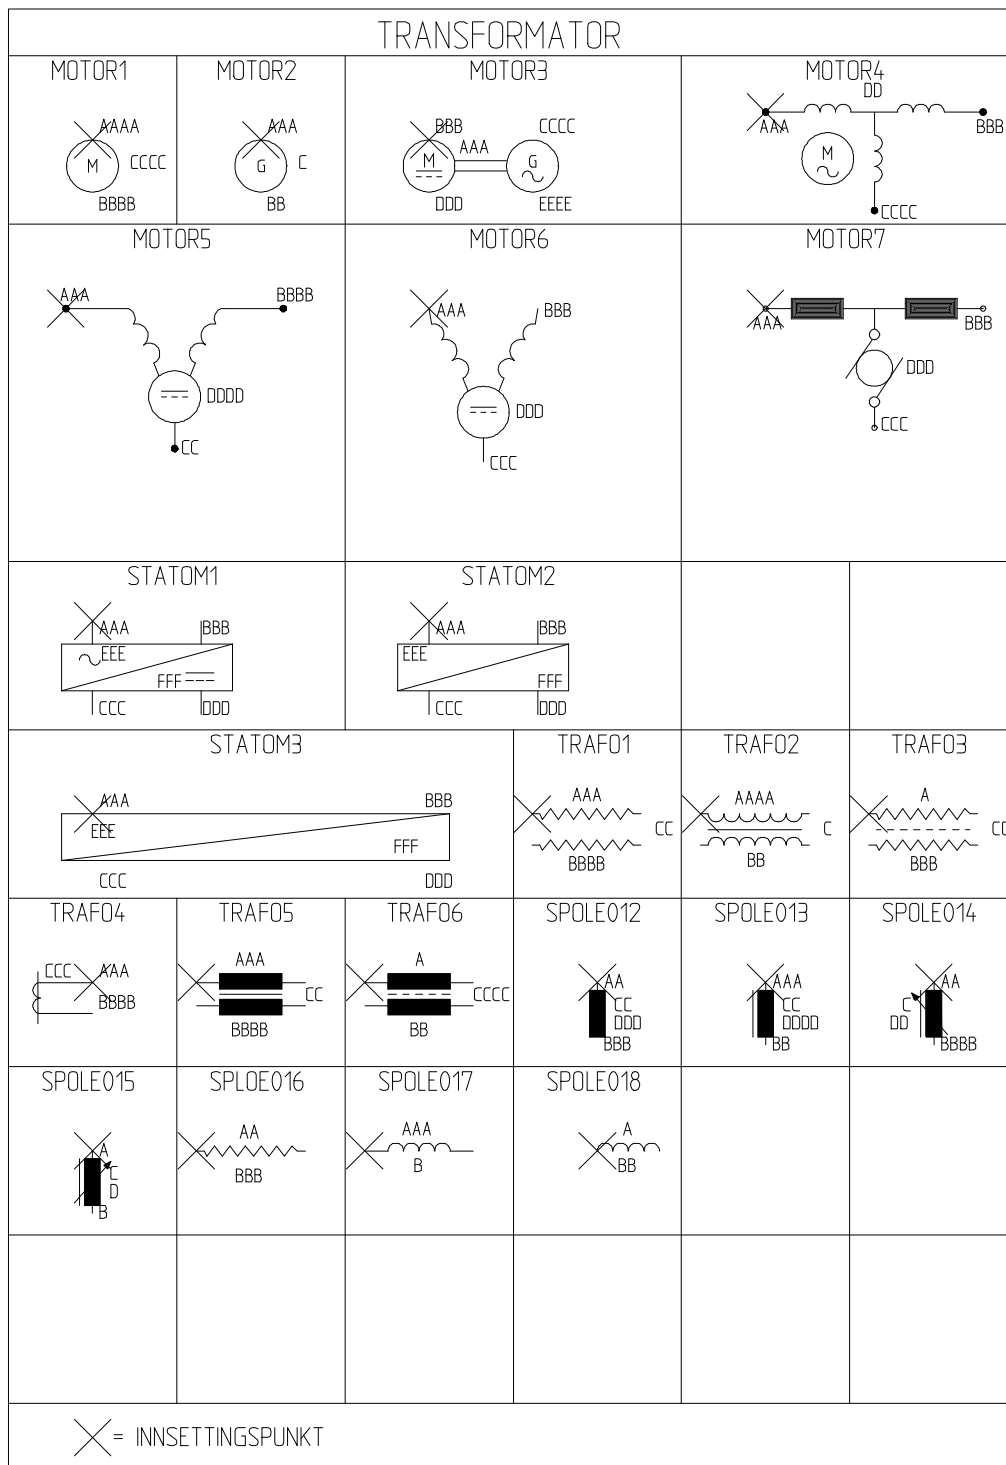 TRANSFORMATOR
MOTOR1 MOTOR2 MOTOR3 MOTOR4
AAAA
CCCC
M
BBBB
AAA
C
G
BB
BBB CCCC
AAA
M G
DDD EEEE
DD
AAA BBB
M
CCCC
MOTOR5 MOTOR6 MOTOR7
AAA BBBB
DDDD
CC
AAA BBB
DDD
CCC
AAA BBB
DDD
CCC
STATOM1 STATOM2
AAA BBB
EEE
FFF
CCC DDD
AAA BBB
EEE
FFF
CCC DDD
STATOM3 TRAFO1 TRAFO2 TRAFO3
AAA BBB
EEE
FFF
CCC DDD
AAA
CC
BBBB
AAAA
C
BB
A
CC
BBB
TRAFO4 TRAFO5 TRAFO6 SPOLE012 SPOLE013 SPOLE014
CCC AAA
BBBB
AAA
CC
BBBB
A
CCCC
BB
AA
CC
DDD
BBB
AAA
CC
DDDD
BB
AA
C
DD
BBBB
SPOLE015 SPLOE016 SPOLE017 SPOLE018
A
C
D
B
AA
BBB
AAA
B
A
BB
= INNSETTINGSPUNKT